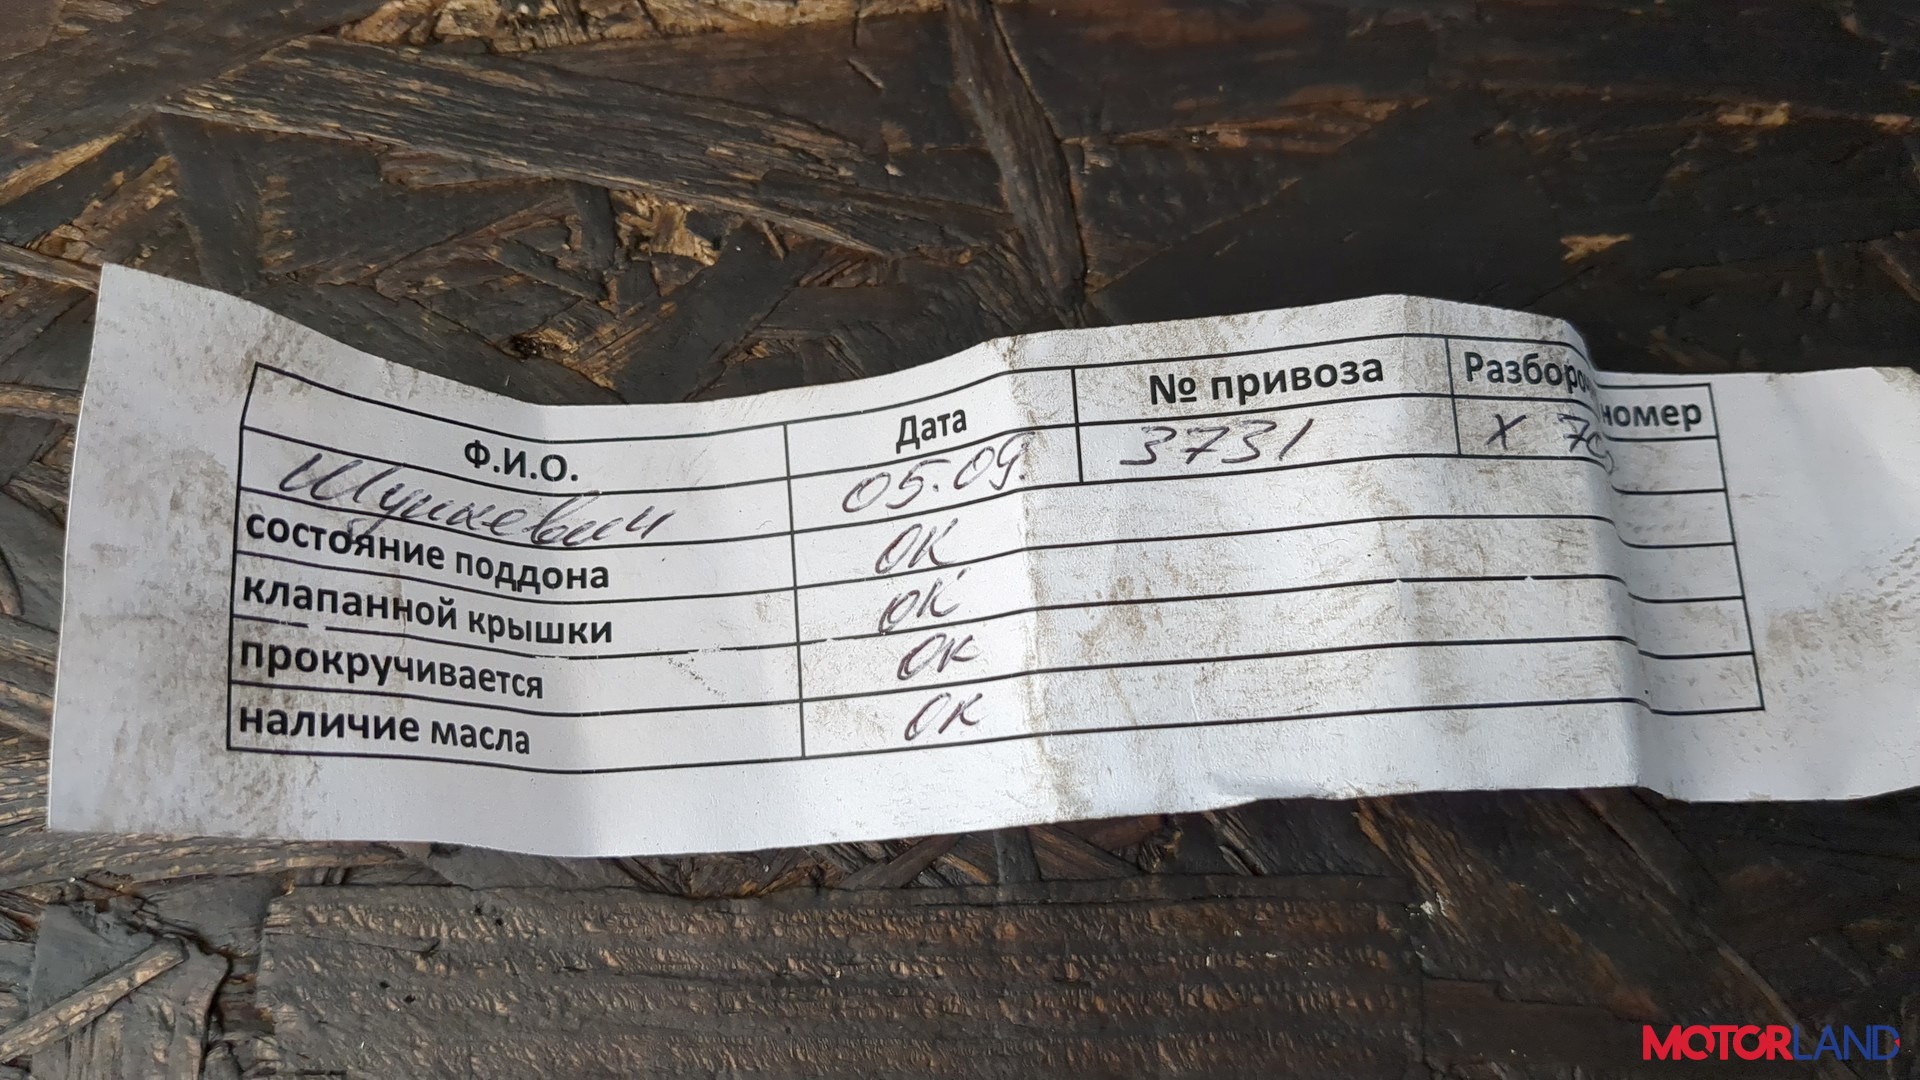 Ф.И.О. Дата № привоза Разборо номер
05.09. 3731 X
состояние поддона ОК
клапанной крышки ОК
прокручивается ОК
наличие масла ОК
MOTORLAND